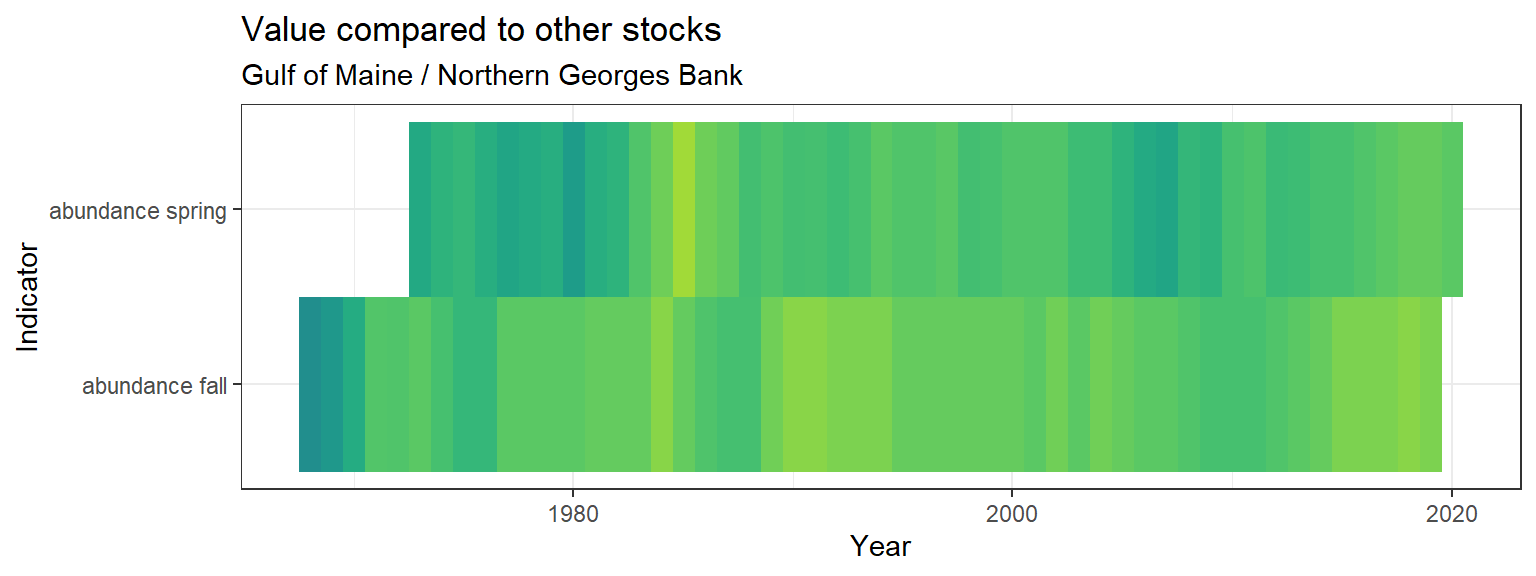 Value compared to other stocks
Gulf of Maine / Northern Georges Bank
Indicator
abundance spring
abundance fall
1980
2000
2020
Year